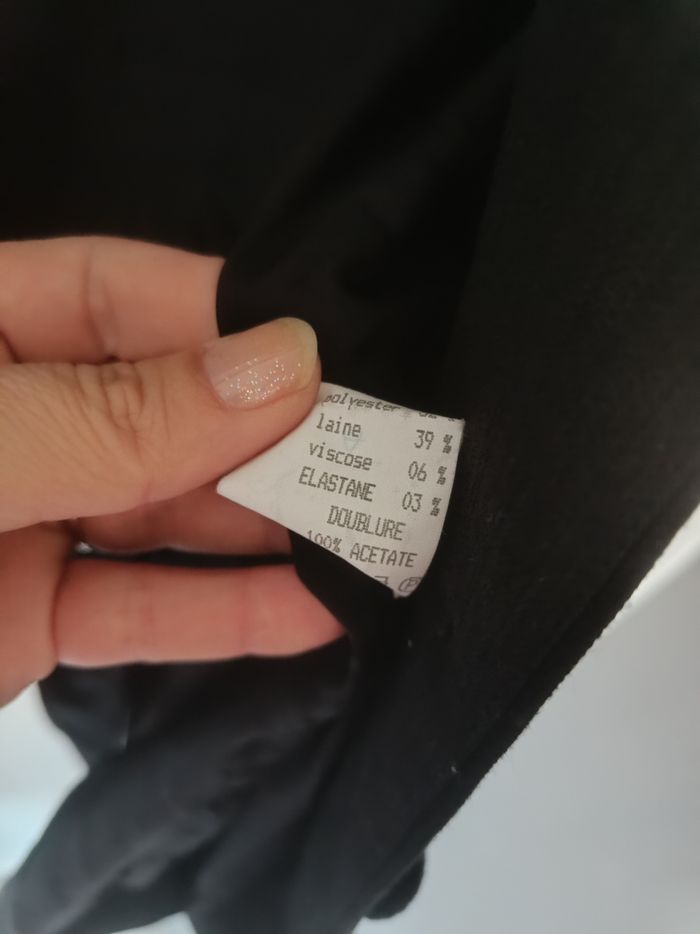 polyester
laine 39 %
viscose 06 %
ELASTANE 03 %
DOUBLURE
100% ACETATE
P